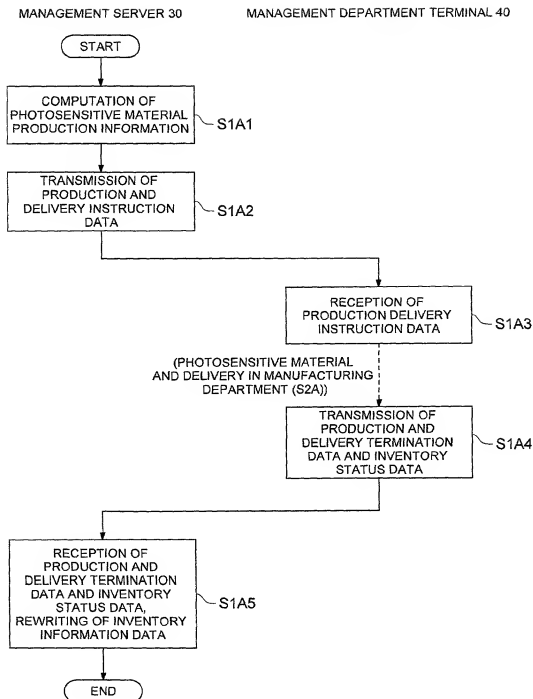 MANAGEMENT SERVER 30
MANAGEMENT DEPARTMENT TERMINAL 40
START
COMPUTATION OF
PHOTOSENSITIVE MATERIAL
PRODUCTION INFORMATION
S1A1
TRANSMISSION OF
PRODUCTION AND
DELIVERY INSTRUCTION
DATA
S1A2
RECEPTION OF
PRODUCTION DELIVERY
INSTRUCTION DATA
S1A3
(PHOTOSENSITIVE MATERIAL
AND DELIVERY IN MANUFACTURING
DEPARTMENT (S2A))
TRANSMISSION OF
PRODUCTION AND
DELIVERY TERMINATION
DATA AND INVENTORY
STATUS DATA
S1A4
RECEPTION OF
PRODUCTION AND
DELIVERY TERMINATION
DATA AND INVENTORY
STATUS DATA,
REWRITING OF INVENTORY
INFORMATION DATA
S1A5
END